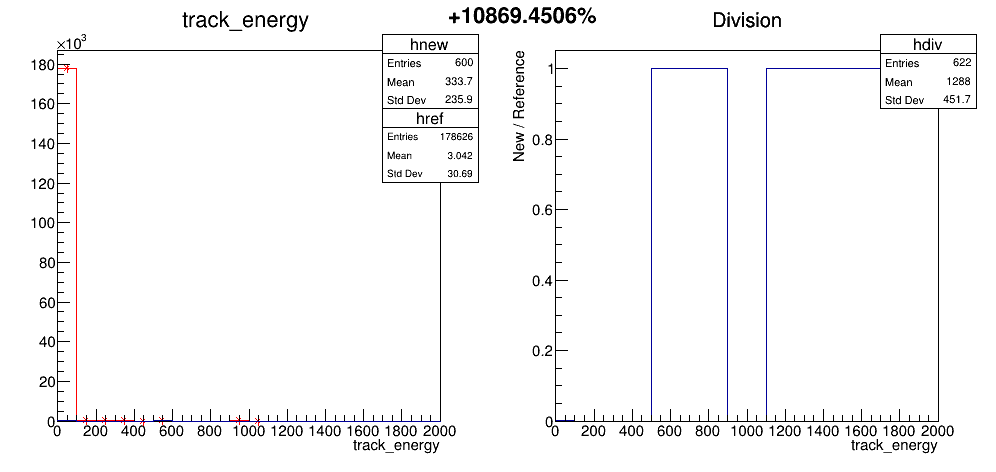 track_energy
+10869.4506%
Division
×10³
hnew
Entries 600
Mean 333.7
Std Dev 235.9
href
Entries 178626
Mean 3.042
Std Dev 30.69
180
160
140
120
100
80
60
40
20
0
0 200 400 600 800 1000 1200 1400 1600 1800 2000
track_energy
hdiv
Entries 622
Mean 1288
Std Dev 451.7
New / Reference
1
0.8
0.6
0.4
0.2
0
0 200 400 600 800 1000 1200 1400 1600 1800 2000
track_energy